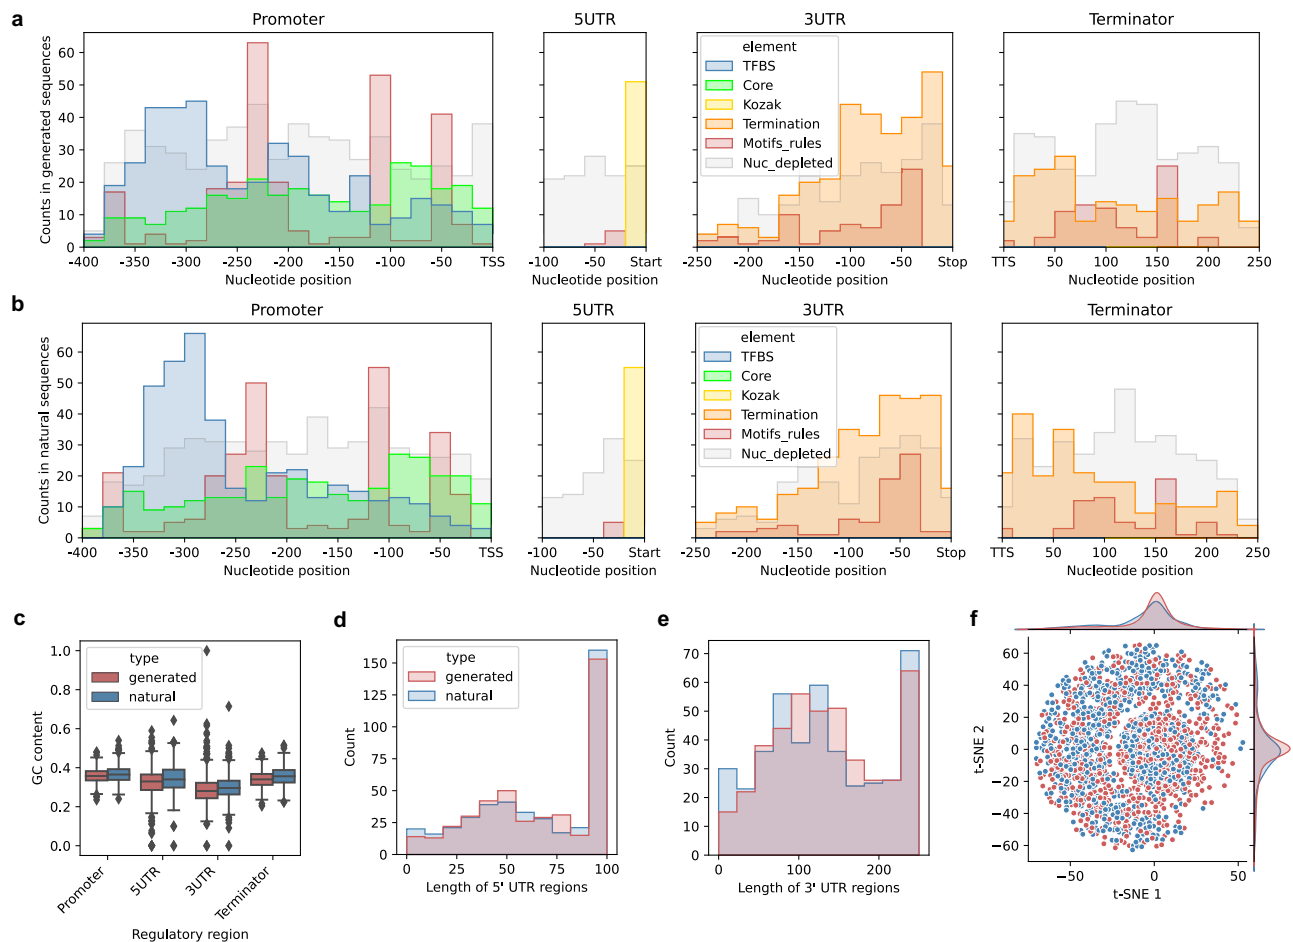 a
Promoter
5UTR
3UTR
Terminator
Counts in generated sequences
60
50
40
30
20
10
0
element
TFBS
Core
Kozak
Termination
Motifs_rules
Nuc_depleted
-400 -350 -300 -250 -200 -150 -100 -50 TSS
-100 -50 Start
-250 -200 -150 -100 -50 Stop
TTS 50 100 150 200 250
Nucleotide position
Nucleotide position
Nucleotide position
Nucleotide position
b
Promoter
5UTR
3UTR
Terminator
Counts in natural sequences
60
50
40
30
20
10
0
element
TFBS
Core
Kozak
Termination
Motifs_rules
Nuc_depleted
-400 -350 -300 -250 -200 -150 -100 -50 TSS
-100 -50 Start
-250 -200 -150 -100 -50 Stop
TTS 50 100 150 200 250
Nucleotide position
Nucleotide position
Nucleotide position
Nucleotide position
c
GC content
1.0
0.8
0.6
0.4
0.2
0.0
type
generated
natural
Promoter
5UTR
3UTR
Terminator
Regulatory region
d
Count
150
125
100
75
50
25
0
type
generated
natural
0 25 50 75 100
Length of 5' UTR regions
e
Count
70
60
50
40
30
20
10
0
0 100 200
Length of 3' UTR regions
f
t-SNE 2
60
40
20
0
−20
−40
−60
−50 0 50
t-SNE 1